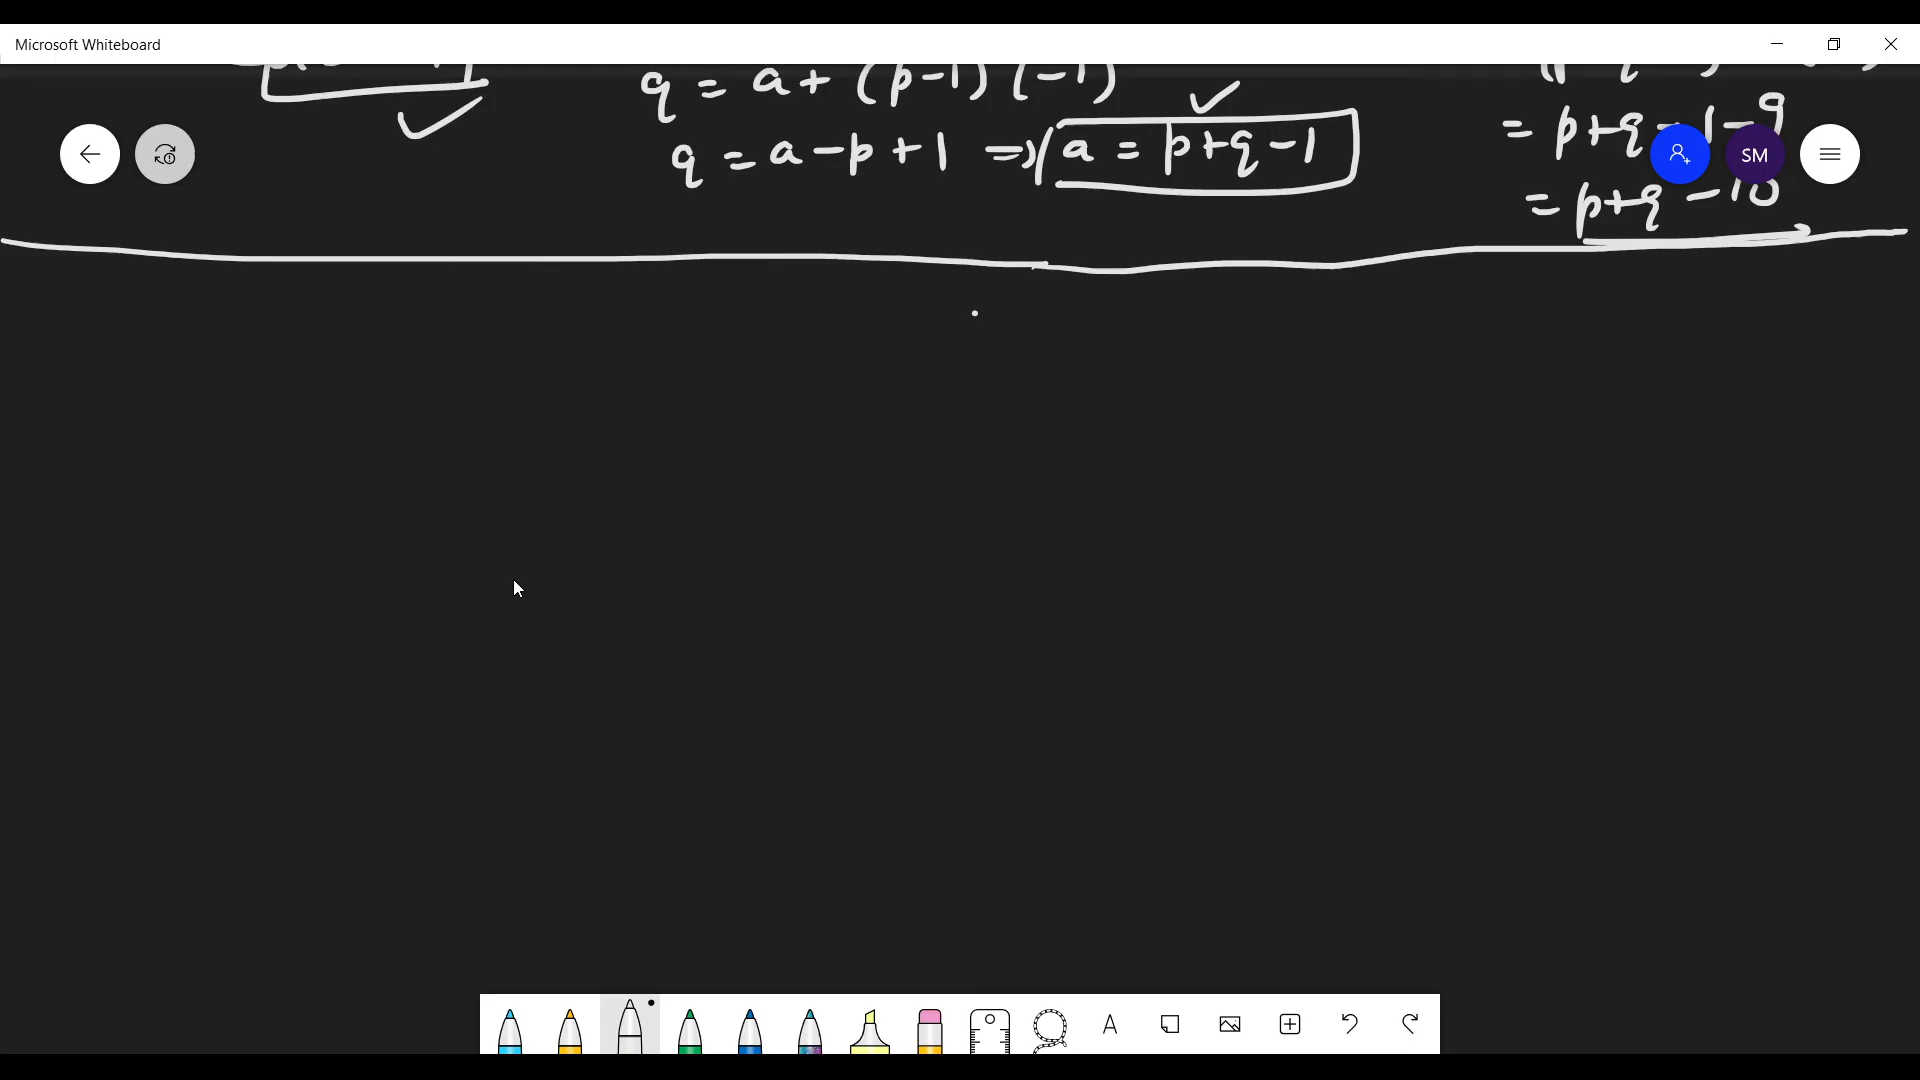 Microsoft Whiteboard
q = a + (p-1)(-1)
q = a - p + 1 ⇒ a = p+q-1
= p+q-1-9
= p+q-10
SM